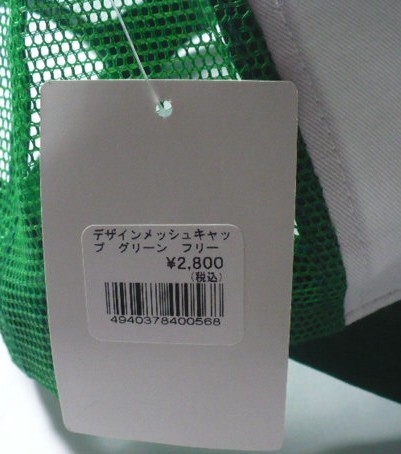 デザインメッシュキャッ
プ グリーン フリー
¥2,800
(税込)
4940378400568